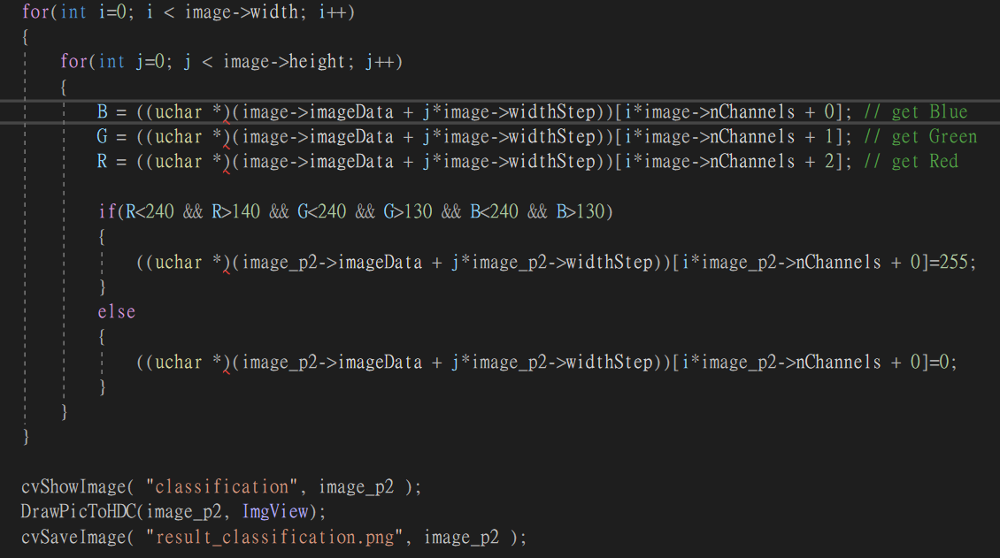 for(int i=0; i < image->width; i++)
{
for(int j=0; j < image->height; j++)
{
B = ((uchar *)(image->imageData + j*image->widthStep))[i*image->nChannels + 0]; // get Blue
G = ((uchar *)(image->imageData + j*image->widthStep))[i*image->nChannels + 1]; // get Green
R = ((uchar *)(image->imageData + j*image->widthStep))[i*image->nChannels + 2]; // get Red
if(R<240 && R>140 && G<240 && G>130 && B<240 && B>130)
{
((uchar *)(image_p2->imageData + j*image_p2->widthStep))[i*image_p2->nChannels + 0]=255;
}
else
{
((uchar *)(image_p2->imageData + j*image_p2->widthStep))[i*image_p2->nChannels + 0]=0;
}
}
}
cvShowImage( "classification", image_p2 );
DrawPicToHDC(image_p2, ImgView);
cvSaveImage( "result_classification.png", image_p2 );